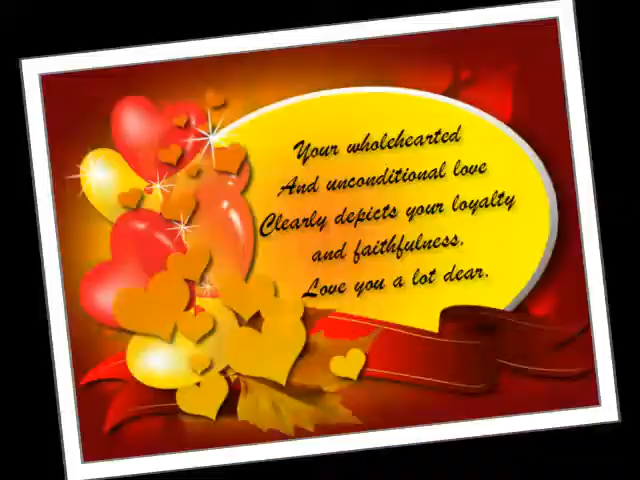 Your wholehearted
And unconditional love
Clearly depicts your loyalty
and faithfulness.
Love you a lot dear.